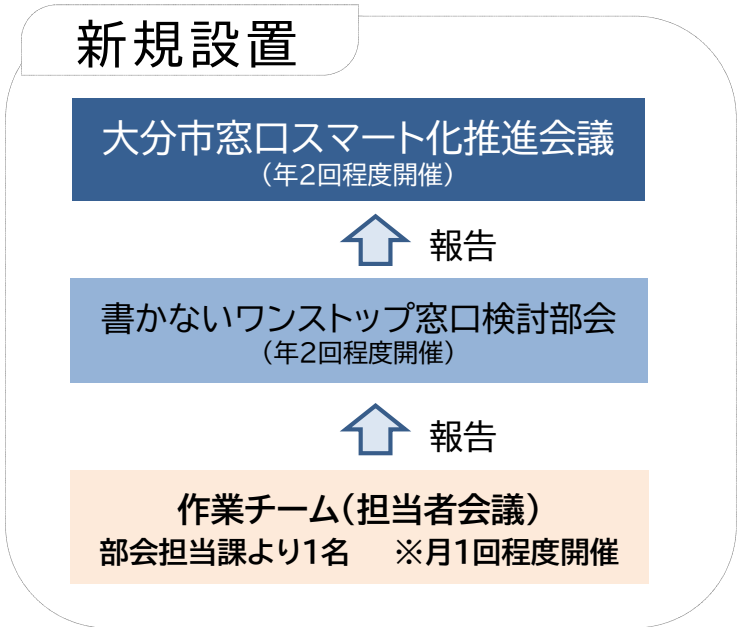 新規設置
大分市窓口スマート化推進会議
（年2回程度開催）
報告
書かないワンストップ窓口検討部会
（年2回程度開催）
報告
作業チーム（担当者会議）
部会担当課より1名　※月1回程度開催